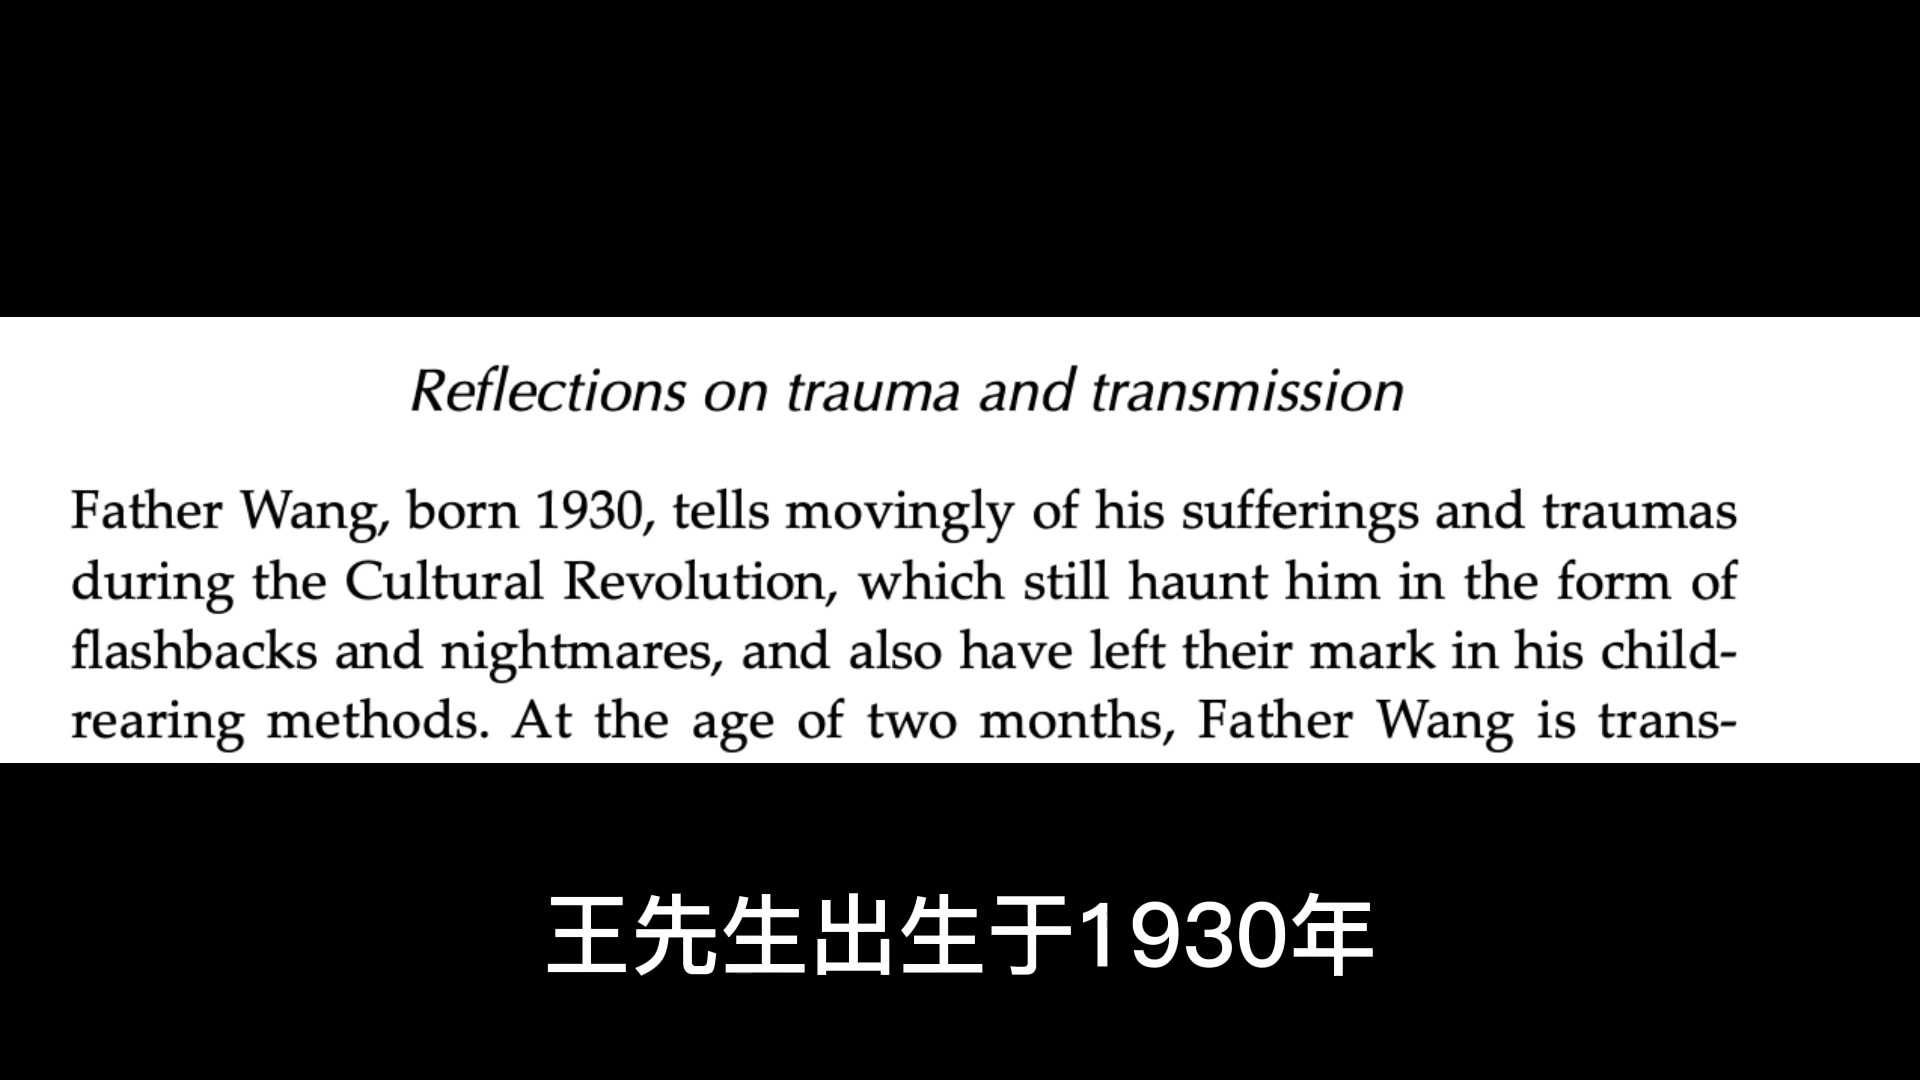 Reflections on trauma and transmission
Father Wang, born 1930, tells movingly of his sufferings and traumas
during the Cultural Revolution, which still haunt him in the form of
flashbacks and nightmares, and also have left their mark in his child-
rearing methods. At the age of two months, Father Wang is trans-
王先生出生于1930年